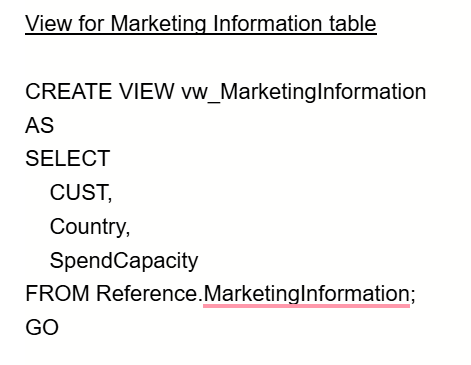 View for Marketing Information table
CREATE VIEW vw_MarketingInformation
AS
SELECT
CUST,
Country,
SpendCapacity
FROM Reference.MarketingInformation;
GO